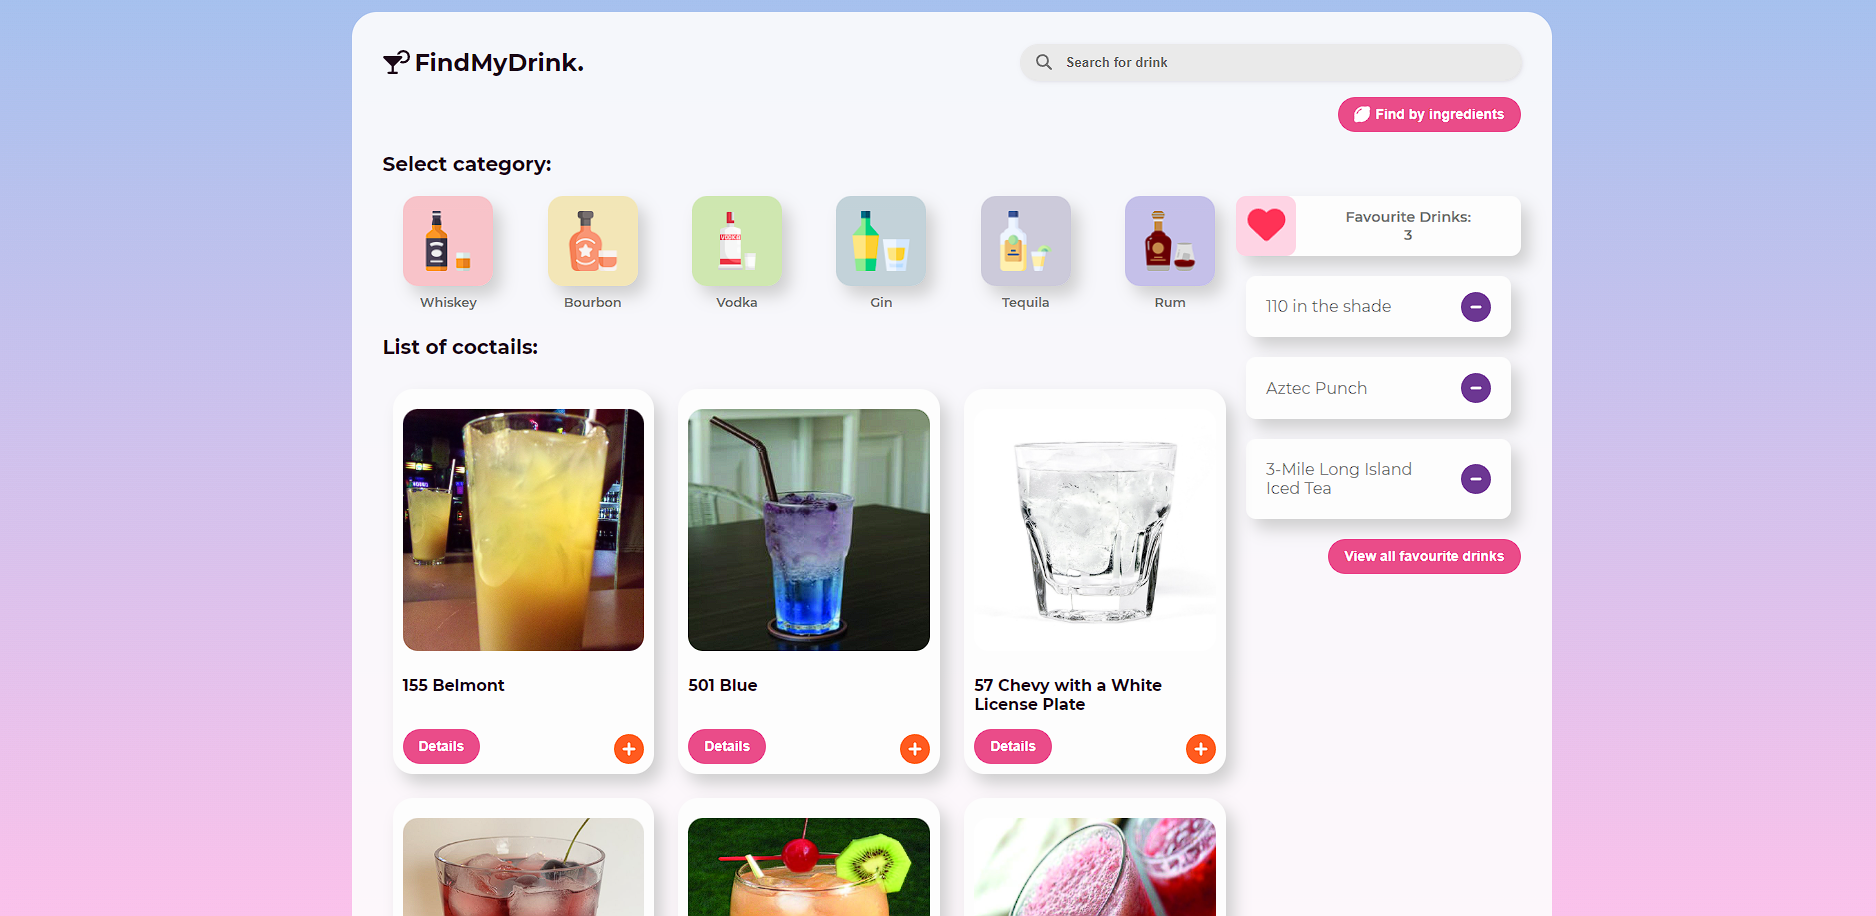 FindMyDrink.
Search for drink
Find by ingredients
Select category:
VODKA
Whiskey
Bourbon
Vodka
Gin
Tequila
Rum
Favourite Drinks:
3
110 in the shade
Aztec Punch
3-Mile Long Island
Iced Tea
View all favourite drinks
List of coctails:
155 Belmont
501 Blue
57 Chevy with a White
License Plate
Details
Details
Details